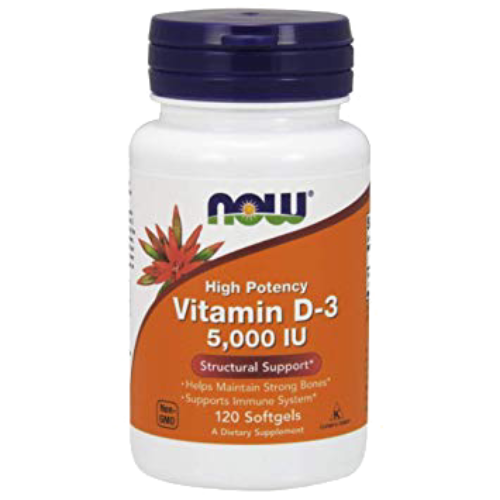 NOW®
High Potency
Vitamin D-3
5,000 IU
Structural Support*
• Helps Maintain Strong Bones*
• Supports Immune System*
120 Softgels
A Dietary Supplement
Non-
GMO
K